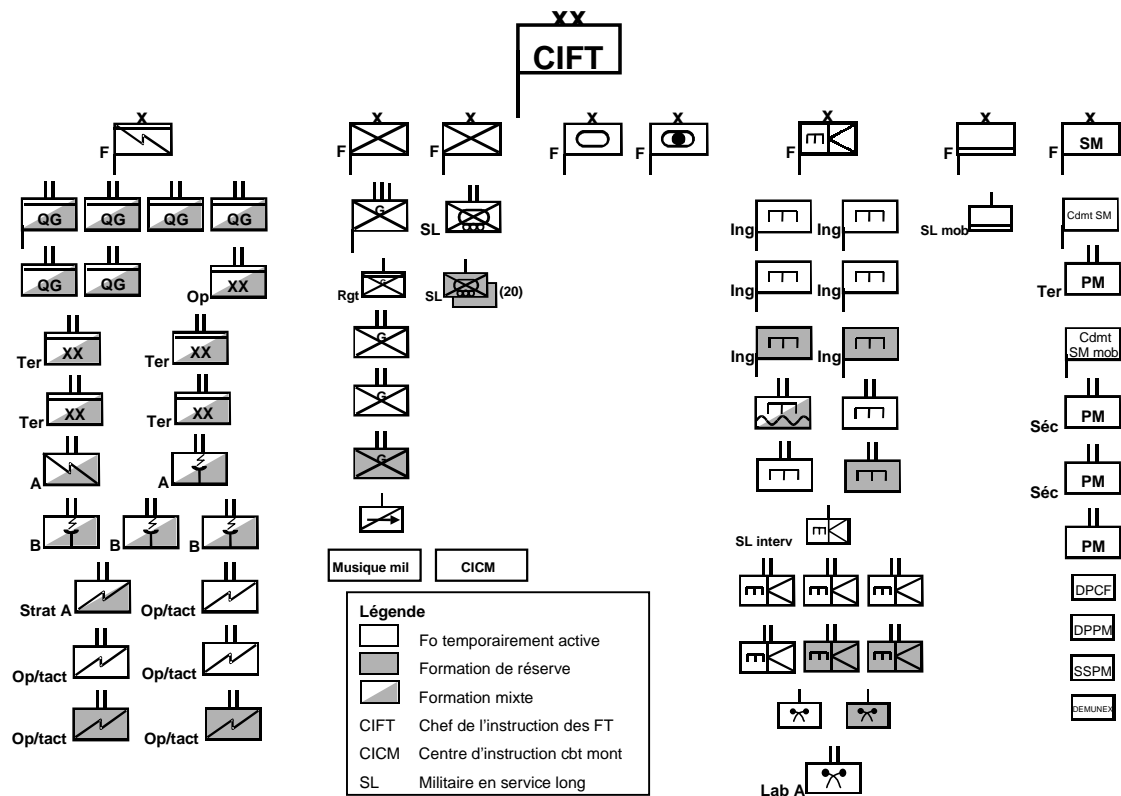 XX
CIFT
X X X X X X X X
F F F F F F F F SM
QG QG QG QG
G
SL
Ing Ing
SL mob
Cdmt SM
QG QG
Op XX
Rgt G
SL (20)
Ing Ing
Ter PM
Ter XX Ter XX
G
Ing Ing
Cdmt
SM mob
Ter XX Ter XX
G
Séc PM
A A
G
Séc PM
B B B
SL interv
PM
Musique mil CICM
Strat A Op/tact
DPCF
Op/tact Op/tact
DPPM
SSPM
Op/tact Op/tact
DEMUNEX
Lab A
Légende
Fo temporairement active
Formation de réserve
Formation mixte
CIFT Chef de l'instruction des FT
CICM Centre d'instruction cbt mont
SL Militaire en service long